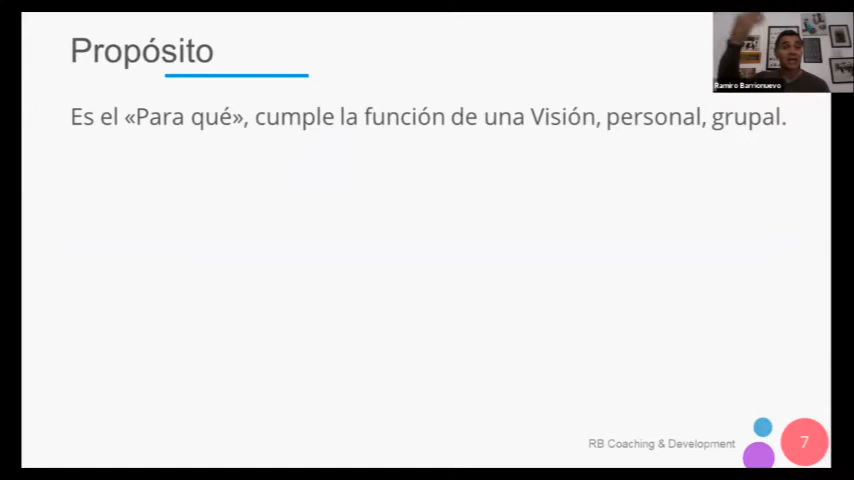 Propósito
Ramiro Barrionuevo
Es el «Para qué», cumple la función de una Visión, personal, grupal.
RB Coaching & Development
7